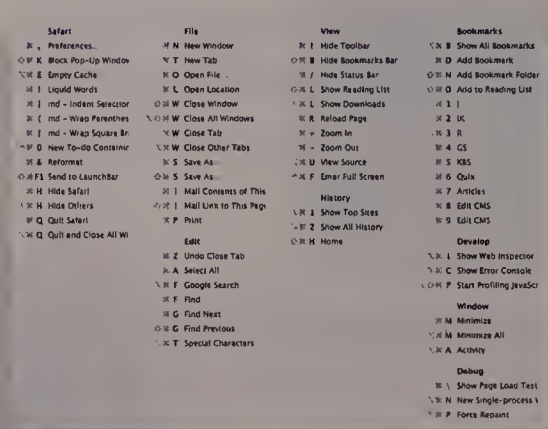 Safari
⌘ , Preferences...
⇧⌘ K Block Pop-Up Window
⌥⌘ E Empty Cache
Liquid Words
md - Indent Selection
md - Wrap Parenthes
md - Wrap Square Br
New To-do Containin
⌘ & Reformat
⇧⌘ F1 Send to LaunchBar
⌘ H Hide Safari
⌥⌘ H Hide Others
⌘ Q Quit Safari
⌥⌘ Q Quit and Close All Wi
File
⌘ N New Window
⌘ T New Tab
⌘ O Open File
⌘ L Open Location
⇧⌘ W Close Window
⌥⇧⌘ W Close All Windows
⌘ W Close Tab
⌥⌘ W Close Other Tabs
⌘ S Save As
⇧⌘ S Save As
⌘ I Mail Contents of This
⇧⌘ I Mail Link to This Page
⌘ P Print
Edit
⌘ Z Undo Close Tab
⌘ A Select All
⌥⌘ F Google Search
⌘ F Find
⌘ G Find Next
⇧⌘ G Find Previous
⌥⌘ T Special Characters
View
Hide Toolbar
⇧⌘ B Hide Bookmarks Bar
⌘ / Hide Status Bar
⇧⌘ L Show Reading List
⌥⌘ L Show Downloads
⌘ R Reload Page
⌘ + Zoom In
⌘ - Zoom Out
⌥⌘ U View Source
^⌘ F Enter Full Screen
History
⌥⌘ 1 Show Top Sites
⌥⌘ 2 Show All History
⇧⌘ H Home
Bookmarks
⌥⌘ B Show All Bookmarks
⌘ D Add Bookmark
⇧⌘ N Add Bookmark Folder
⇧⌘ D Add to Reading List
⌘ 1
⌘ 2
⌘ 3 R
⌘ 4 GS
⌘ 5 KBS
⌘ 6 Quix
⌘ 7 Articles
⌘ 8 Edit CMS
⌘ 9 Edit CMS
Develop
⌥⌘ I Show Web Inspector
⌥⌘ C Show Error Console
⌥⇧⌘ P Start Profiling JavaScr
Window
⌘ M Minimize
⌥⌘ M Minimize All
⌥⌘ A Activity
Debug
⌘ \ Show Page Load Test
⌥⌘ N New Single-process
⌥⌘ P Force Repaint